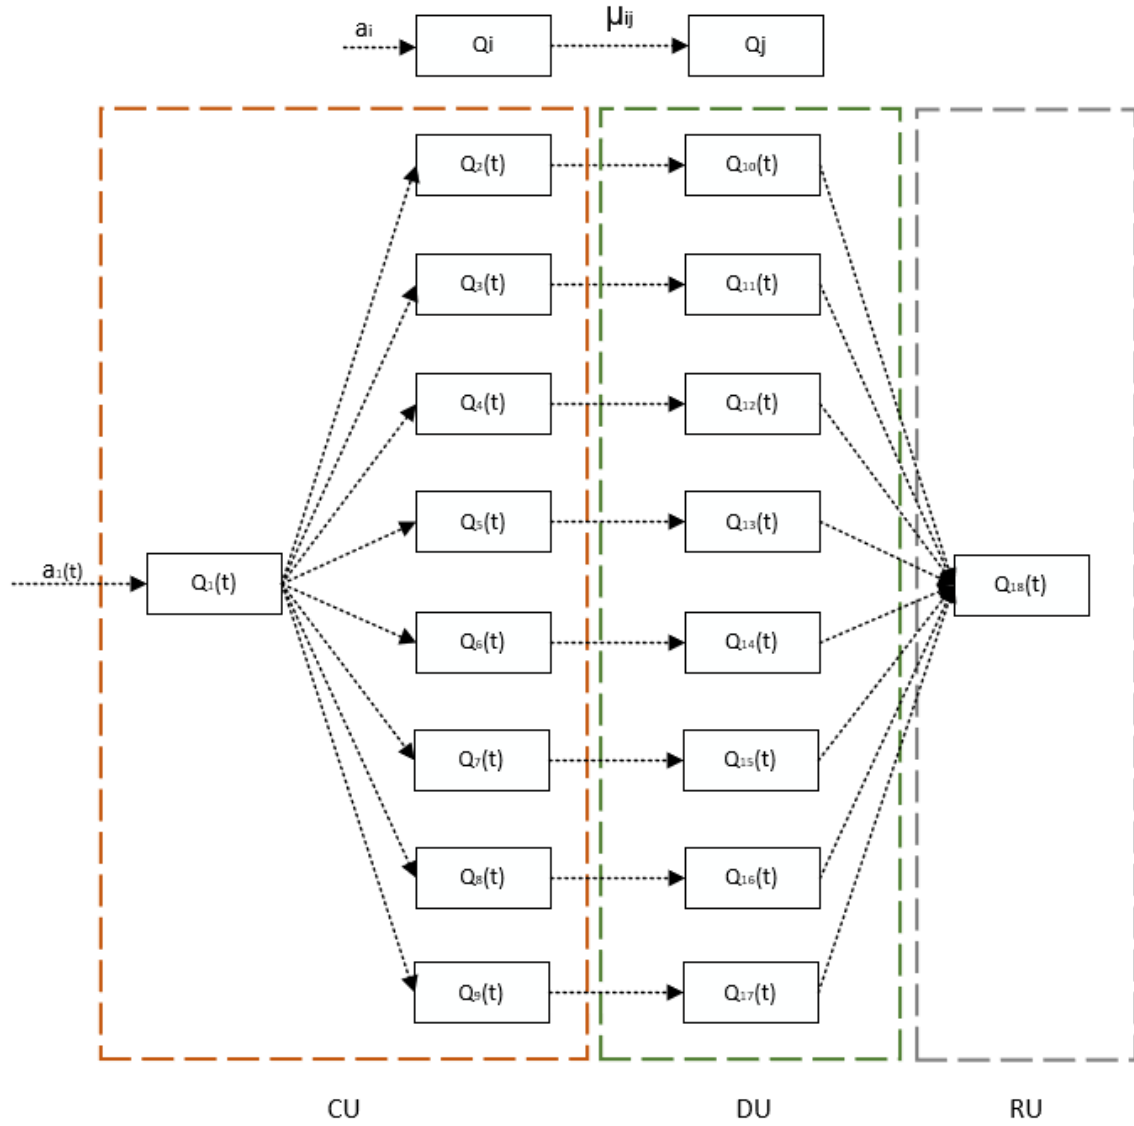 aᵢ
μᵢⱼ
Qi
Qj
Q₂(t)
Q₁₀(t)
Q₃(t)
Q₁₁(t)
Q₄(t)
Q₁₂(t)
Q₅(t)
Q₁₃(t)
a₁(t)
Q₁(t)
Q₁₈(t)
Q₆(t)
Q₁₄(t)
Q₇(t)
Q₁₅(t)
Q₈(t)
Q₁₆(t)
Q₉(t)
Q₁₇(t)
CU
DU
RU